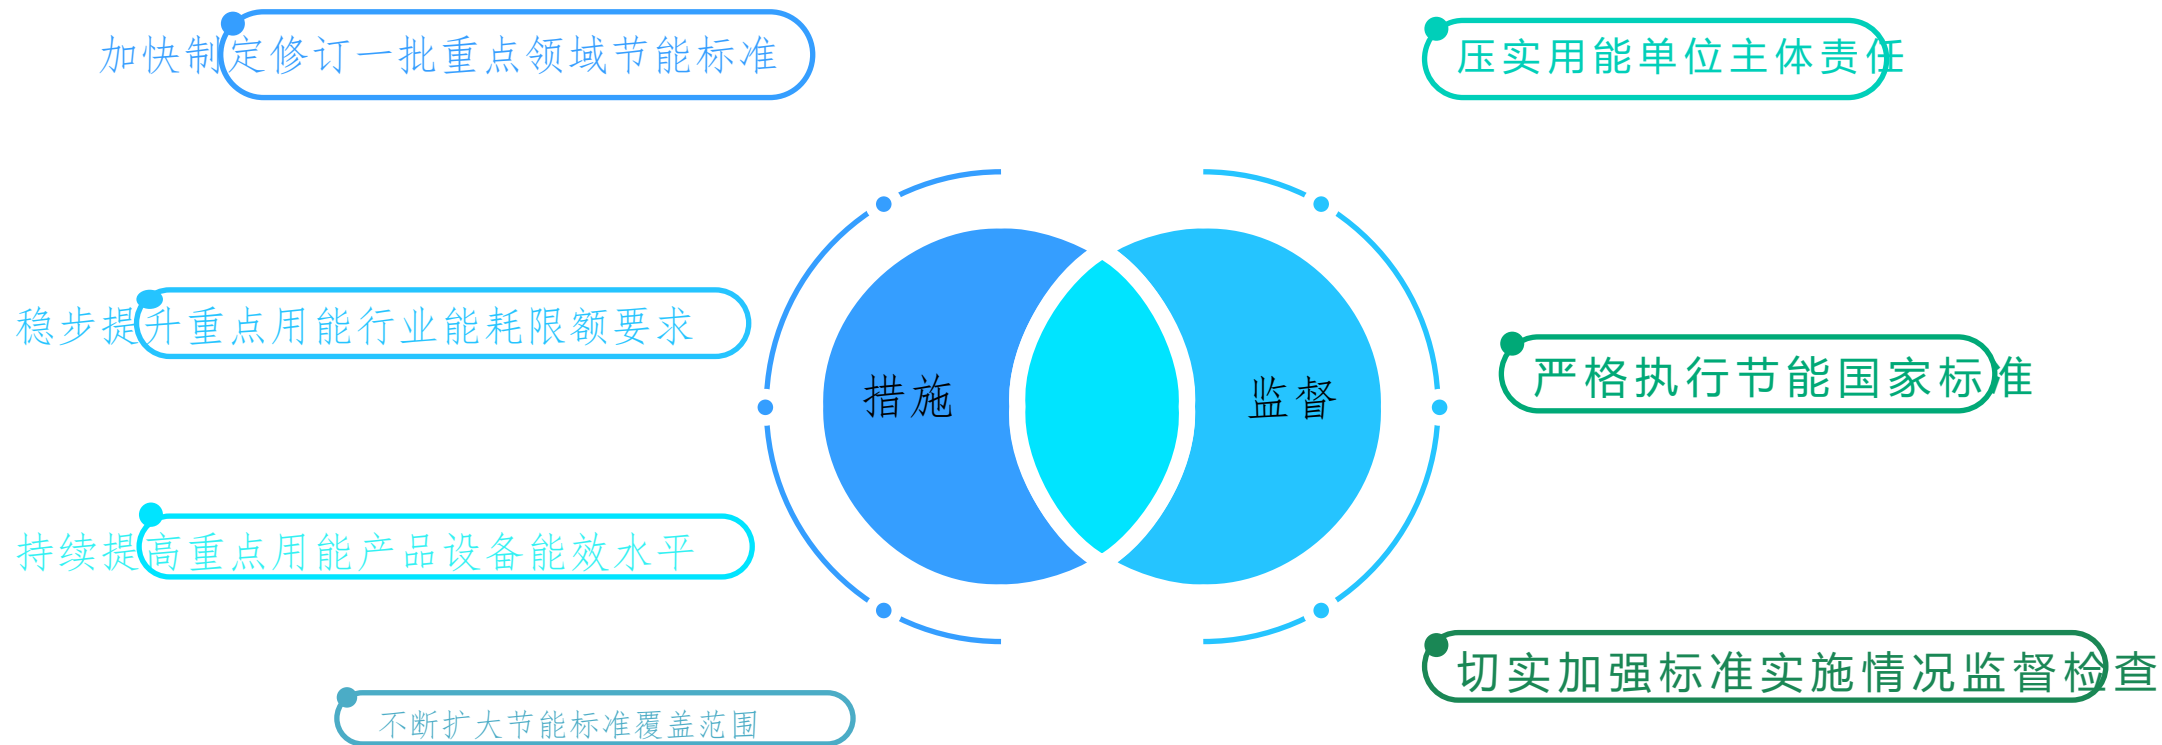 加快制定修订一批重点领域节能标准
稳步提升重点用能行业能耗限额要求
持续提高重点用能产品设备能效水平
不断扩大节能标准覆盖范围
措施
监督
压实用能单位主体责任
严格执行节能国家标准
切实加强标准实施情况监督检查